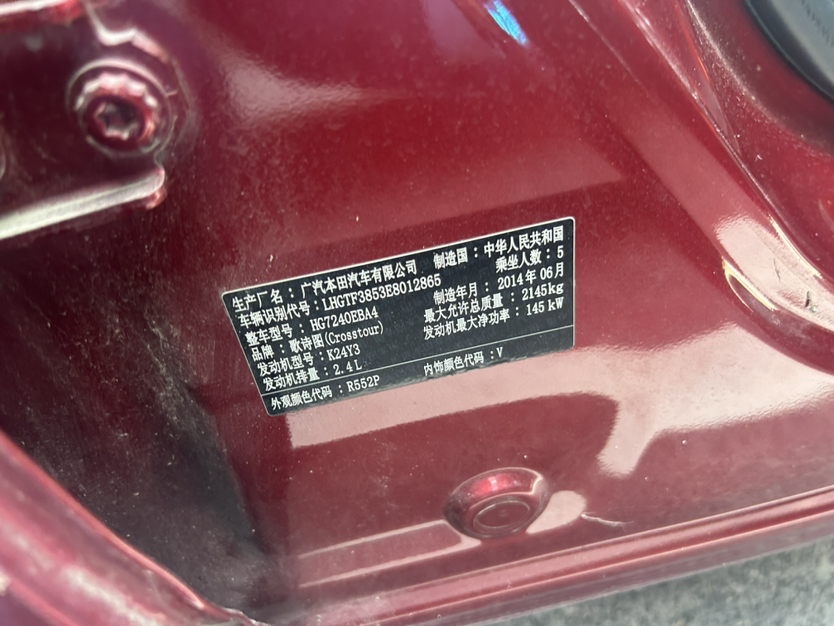 生产厂名：广汽本田汽车有限公司 制造国：中华人民共和国
车辆识别代号：LHGTF3853E8012865 乘坐人数：5
整车型号：HG7240EBA4 制造年月：2014年06月
品牌：歌诗图(Crosstour) 最大允许总质量：2145kg
发动机型号：K24Y3 发动机最大净功率：145kW
发动机排量：2.4L
外观颜色代码：R552P 内饰颜色代码：V